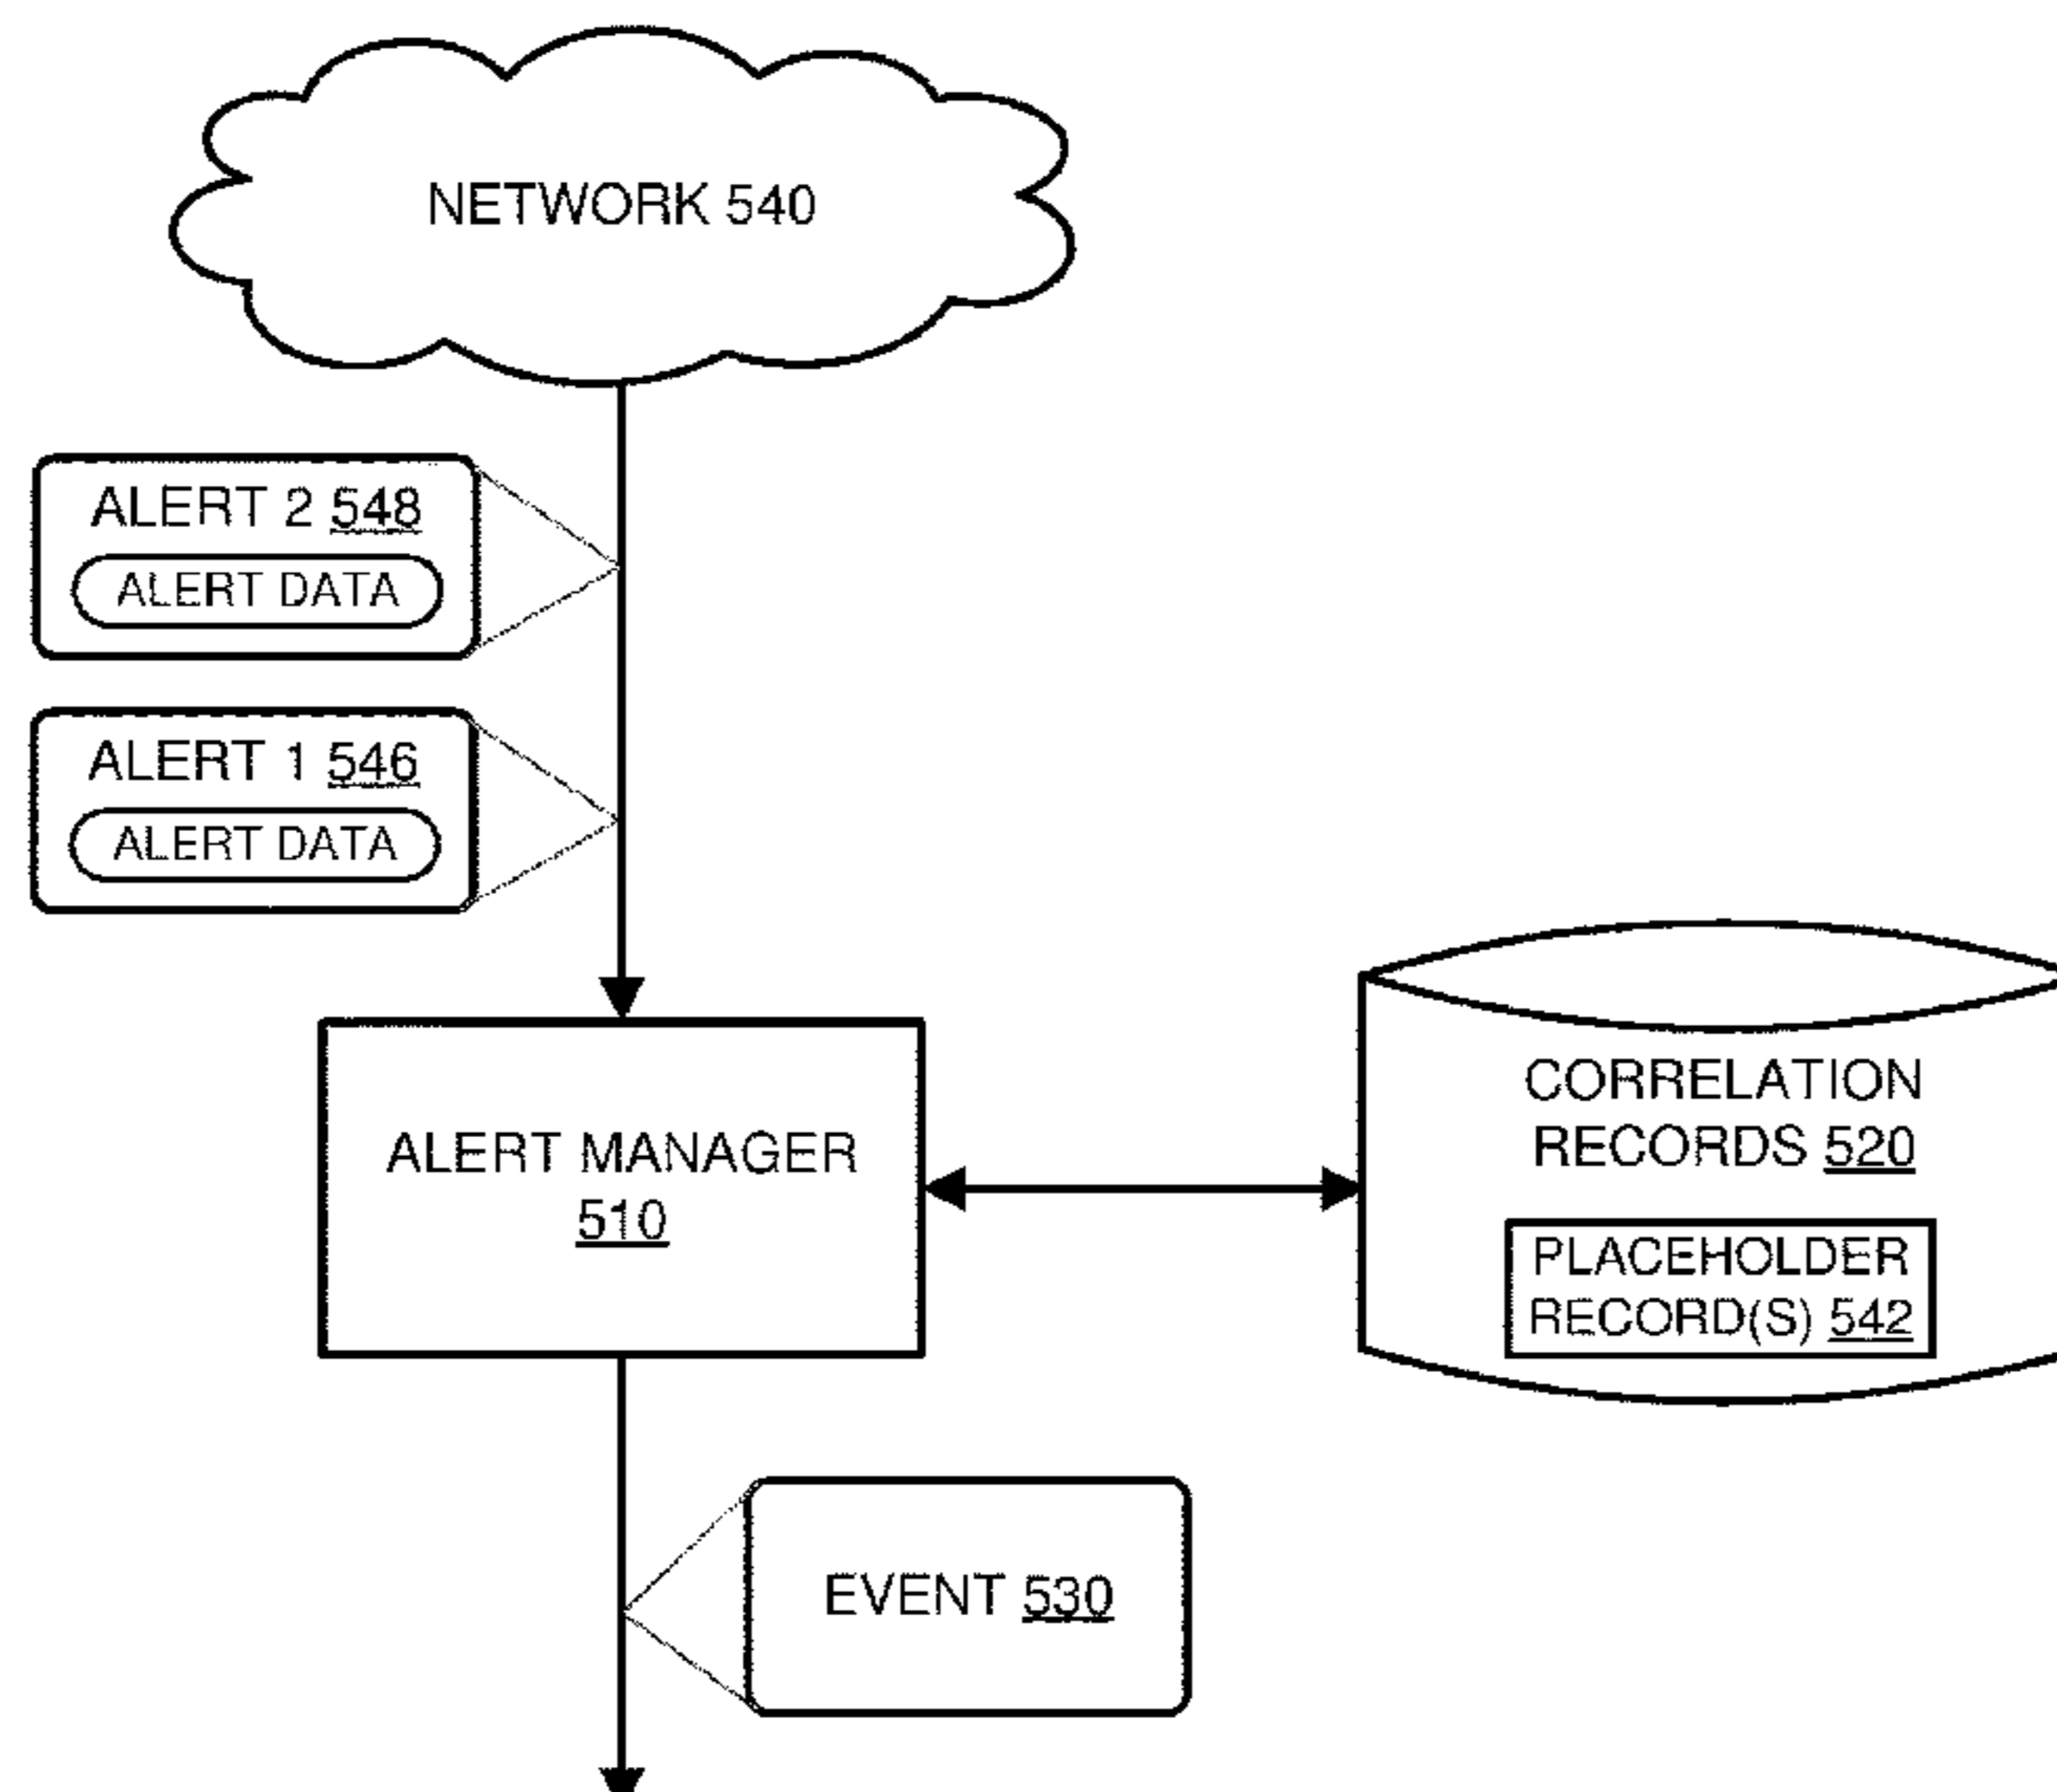 NETWORK 540
ALERT 2 548
ALERT DATA
ALERT 1 546
ALERT DATA
ALERT MANAGER
510
CORRELATION
RECORDS 520
PLACEHOLDER
RECORD(S) 542
EVENT 530